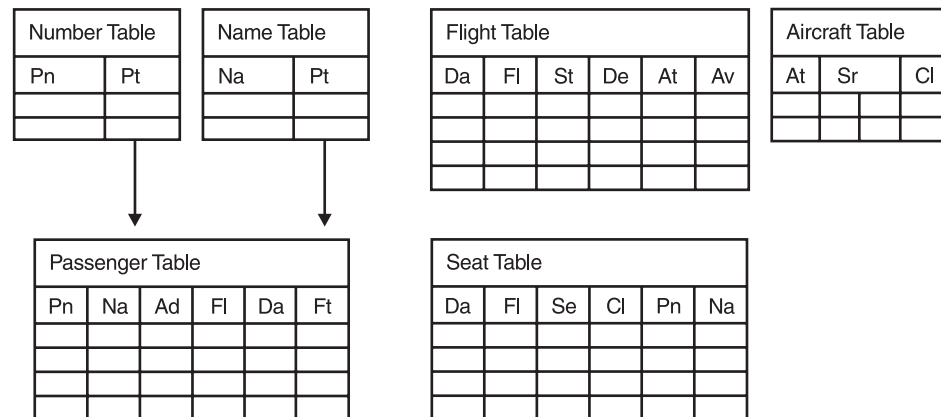 Number Table
Pn Pt
Name Table
Na Pt
Flight Table
Da Fl St De At Av
Aircraft Table
At Sr Cl
Passenger Table
Pn Na Ad Fl Da Ft
Seat Table
Da Fl Se Cl Pn Na